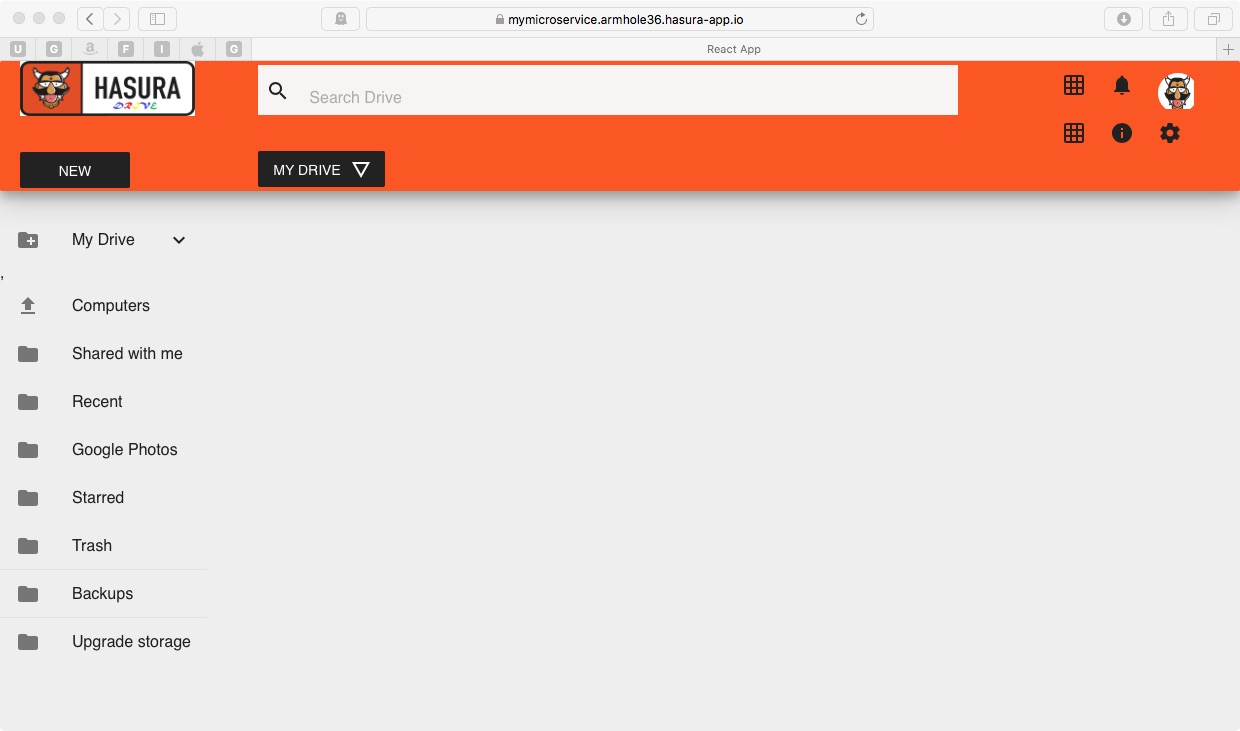 mymicroservice.armhole36.hasura-app.io
U G a F I G React App
HASURA
DRIVE
Search Drive
NEW
MY DRIVE
My Drive
,
Computers
Shared with me
Recent
Google Photos
Starred
Trash
Backups
Upgrade storage